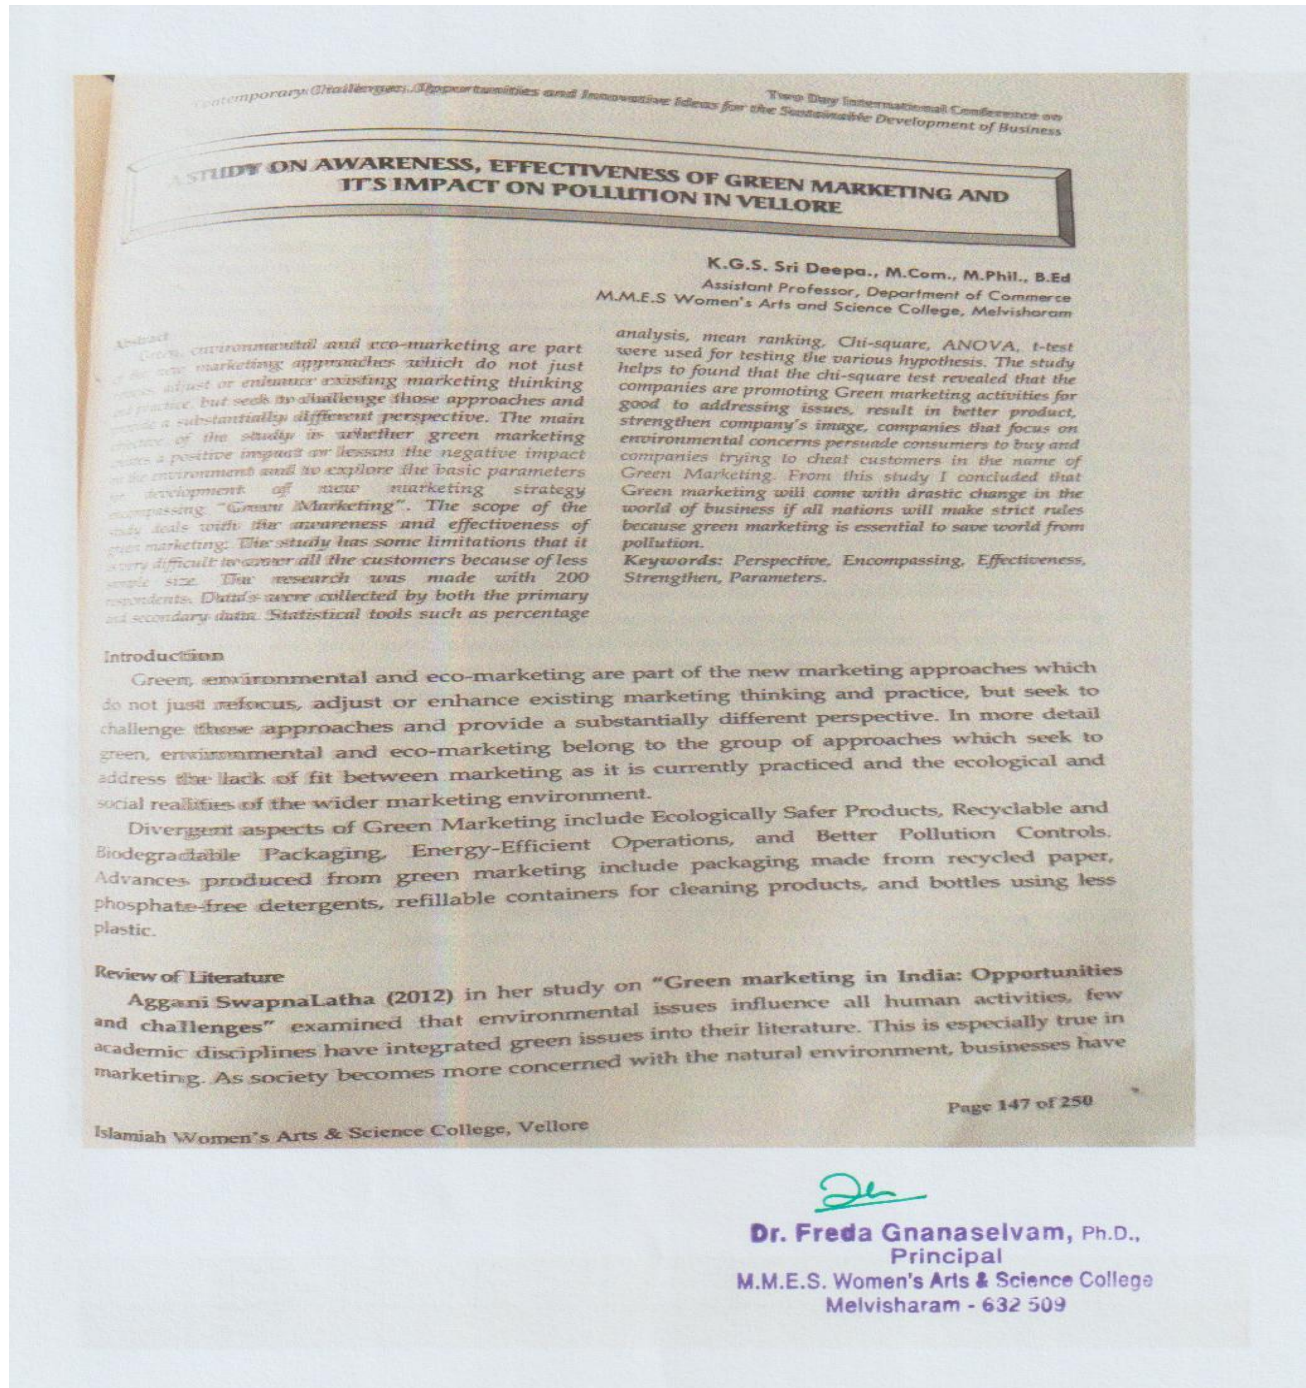 Two Day International Conference on
Contemporary Challenges, Opportunities and Innovative Ideas for the Sustainable Development of Business
A STUDY ON AWARENESS, EFFECTIVENESS OF GREEN MARKETING AND
IT'S IMPACT ON POLLUTION IN VELLORE
K.G.S. Sri Deepa., M.Com., M.Phil., B.Ed
Assistant Professor, Department of Commerce
M.M.E.S Women's Arts and Science College, Melvisharam
Abstract
Green, environmental and eco-marketing are part
of the new marketing approaches which do not just
refocus, adjust or enhance existing marketing thinking
and practice, but seek to challenge those approaches and
provide a substantially different perspective. The main
objective of the study is whether green marketing
creates a positive impact or lesson the negative impact
on the environment and to explore the basic parameters
development of new marketing strategy
encompassing "Green Marketing". The scope of the
study deals with the awareness and effectiveness of
green marketing. The study has some limitations that it
is very difficult to cover all the customers because of less
sample size. The research was made with 200
respondents. Data's were collected by both the primary
and secondary data. Statistical tools such as percentage
analysis, mean ranking, Chi-square, ANOVA, t-test
were used for testing the various hypothesis. The study
helps to found that the chi-square test revealed that the
companies are promoting Green marketing activities for
good to addressing issues, result in better product,
strengthen company's image, companies that focus on
environmental concerns persuade consumers to buy and
companies trying to cheat customers in the name of
Green Marketing. From this study I concluded that
Green marketing will come with drastic change in the
world of business if all nations will make strict rules
because green marketing is essential to save world from
pollution.
Keywords: Perspective, Encompassing, Effectiveness,
Strengthen, Parameters.
Introduction
Green, environmental and eco-marketing are part of the new marketing approaches which
do not just refocus, adjust or enhance existing marketing thinking and practice, but seek to
challenge those approaches and provide a substantially different perspective. In more detail
green, environmental and eco-marketing belong to the group of approaches which seek to
address the lack of fit between marketing as it is currently practiced and the ecological and
social realities of the wider marketing environment.
Divergent aspects of Green Marketing include Ecologically Safer Products, Recyclable and
Biodegradable Packaging, Energy-Efficient Operations, and Better Pollution Controls.
Advances produced from green marketing include packaging made from recycled paper,
phosphate-free detergents, refillable containers for cleaning products, and bottles using less
plastic.
Review of Literature
Aggani SwapnaLatha (2012) in her study on "Green marketing in India: Opportunities
and challenges" examined that environmental issues influence all human activities, few
academic disciplines have integrated green issues into their literature. This is especially true in
marketing. As society becomes more concerned with the natural environment, businesses have
Page 147 of 250
Islamiah Women's Arts & Science College, Vellore
Dr. Freda Gnanaselvam, Ph.D.,
Principal
M.M.E.S. Women's Arts & Science College
Melvisharam - 632 509